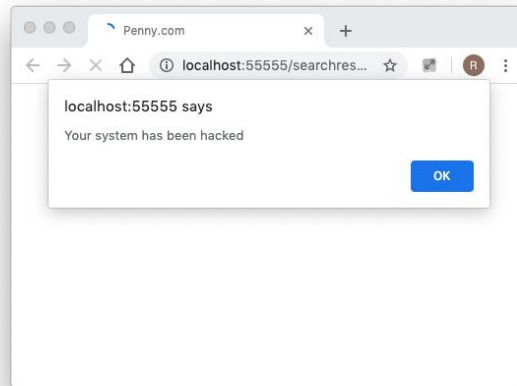 Penny.com
localhost:55555/searchres...
R
localhost:55555 says
Your system has been hacked
OK